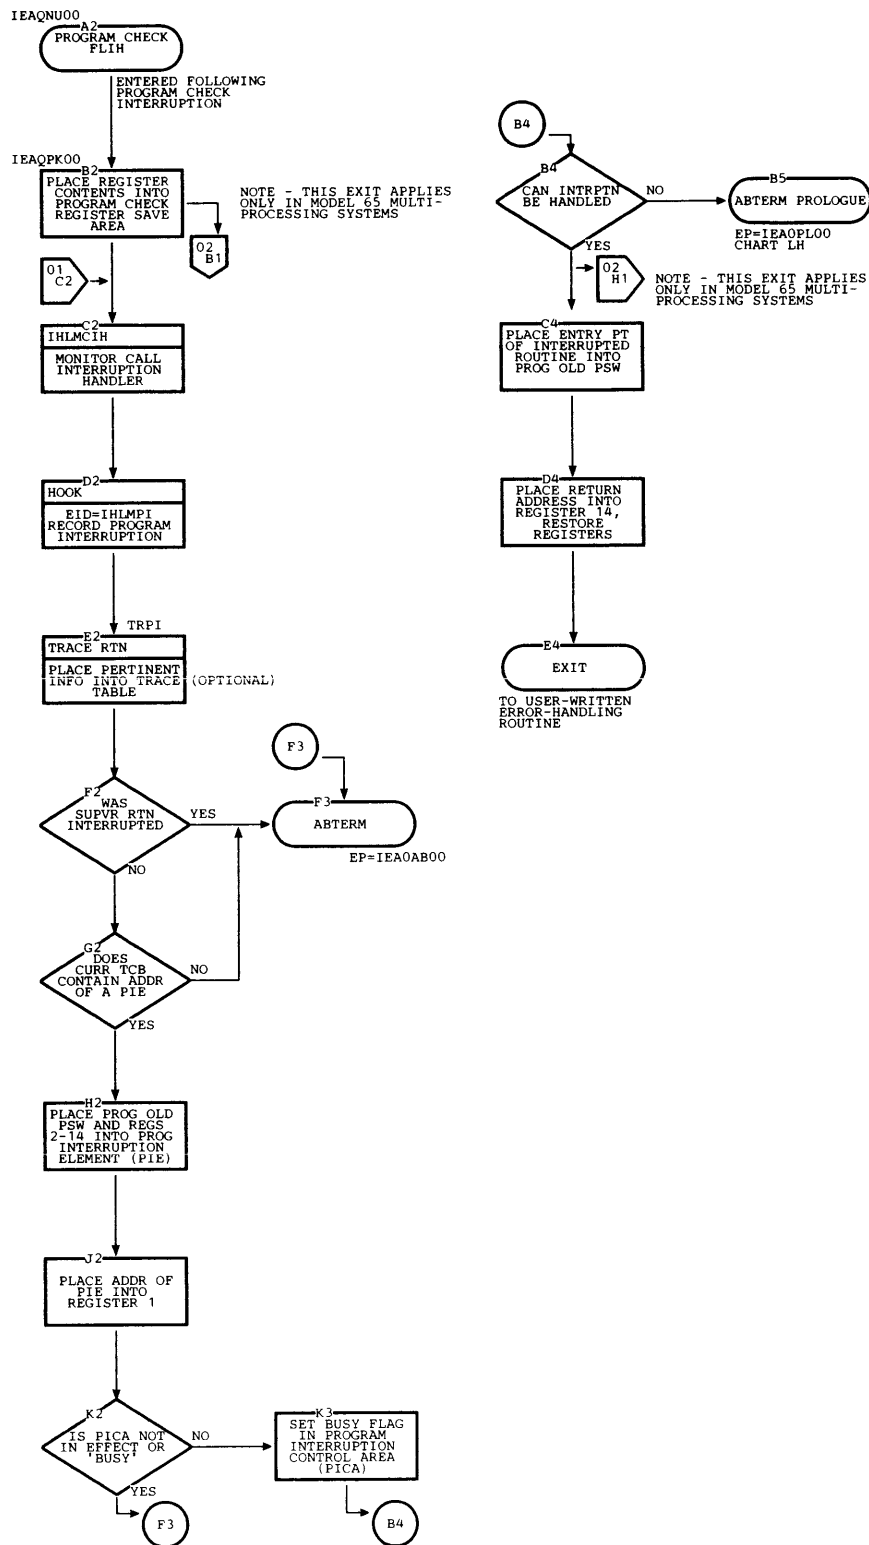 IEAQNU00
A2
PROGRAM CHECK
FLIH
ENTERED FOLLOWING
PROGRAM CHECK
INTERRUPTION
IEAQPK00
B2
PLACE REGISTER
CONTENTS INTO
PROGRAM CHECK
REGISTER SAVE
AREA
NOTE - THIS EXIT APPLIES
ONLY IN MODEL 65 MULTI-
PROCESSING SYSTEMS
02
B1
01
C2
C2
IHLMCIH
MONITOR CALL
INTERRUPTION
HANDLER
D2
HOOK
EID=IHLMPI
RECORD PROGRAM
INTERRUPTION
TRPI
E2
TRACE RTN
PLACE PERTINENT
INFO INTO TRACE (OPTIONAL)
TABLE
F2
WAS
SUPVR RTN
INTERRUPTED
YES
NO
F3
F3
ABTERM
EP=IEA0AB00
G2
DOES
CURR TCB
CONTAIN ADDR
OF A PIE
NO
YES
H2
PLACE PROG OLD
PSW AND REGS
2-14 INTO PROG
INTERRUPTION
ELEMENT (PIE)
J2
PLACE ADDR OF
PIE INTO
REGISTER 1
K2
IS PICA NOT
IN EFFECT OR
'BUSY'
NO
YES
F3
K3
SET BUSY FLAG
IN PROGRAM
INTERRUPTION
CONTROL AREA
(PICA)
B4
B4
B4
CAN INTRPTN
BE HANDLED
NO
YES
B5
ABTERM PROLOGUE
EP=IEA0PL00
CHART LH
02
H1
NOTE - THIS EXIT APPLIES
ONLY IN MODEL 65 MULTI-
PROCESSING SYSTEMS
C4
PLACE ENTRY PT
OF INTERRUPTED
ROUTINE INTO
PROG OLD PSW
D4
PLACE RETURN
ADDRESS INTO
REGISTER 14,
RESTORE
REGISTERS
E4
EXIT
TO USER-WRITTEN
ERROR-HANDLING
ROUTINE